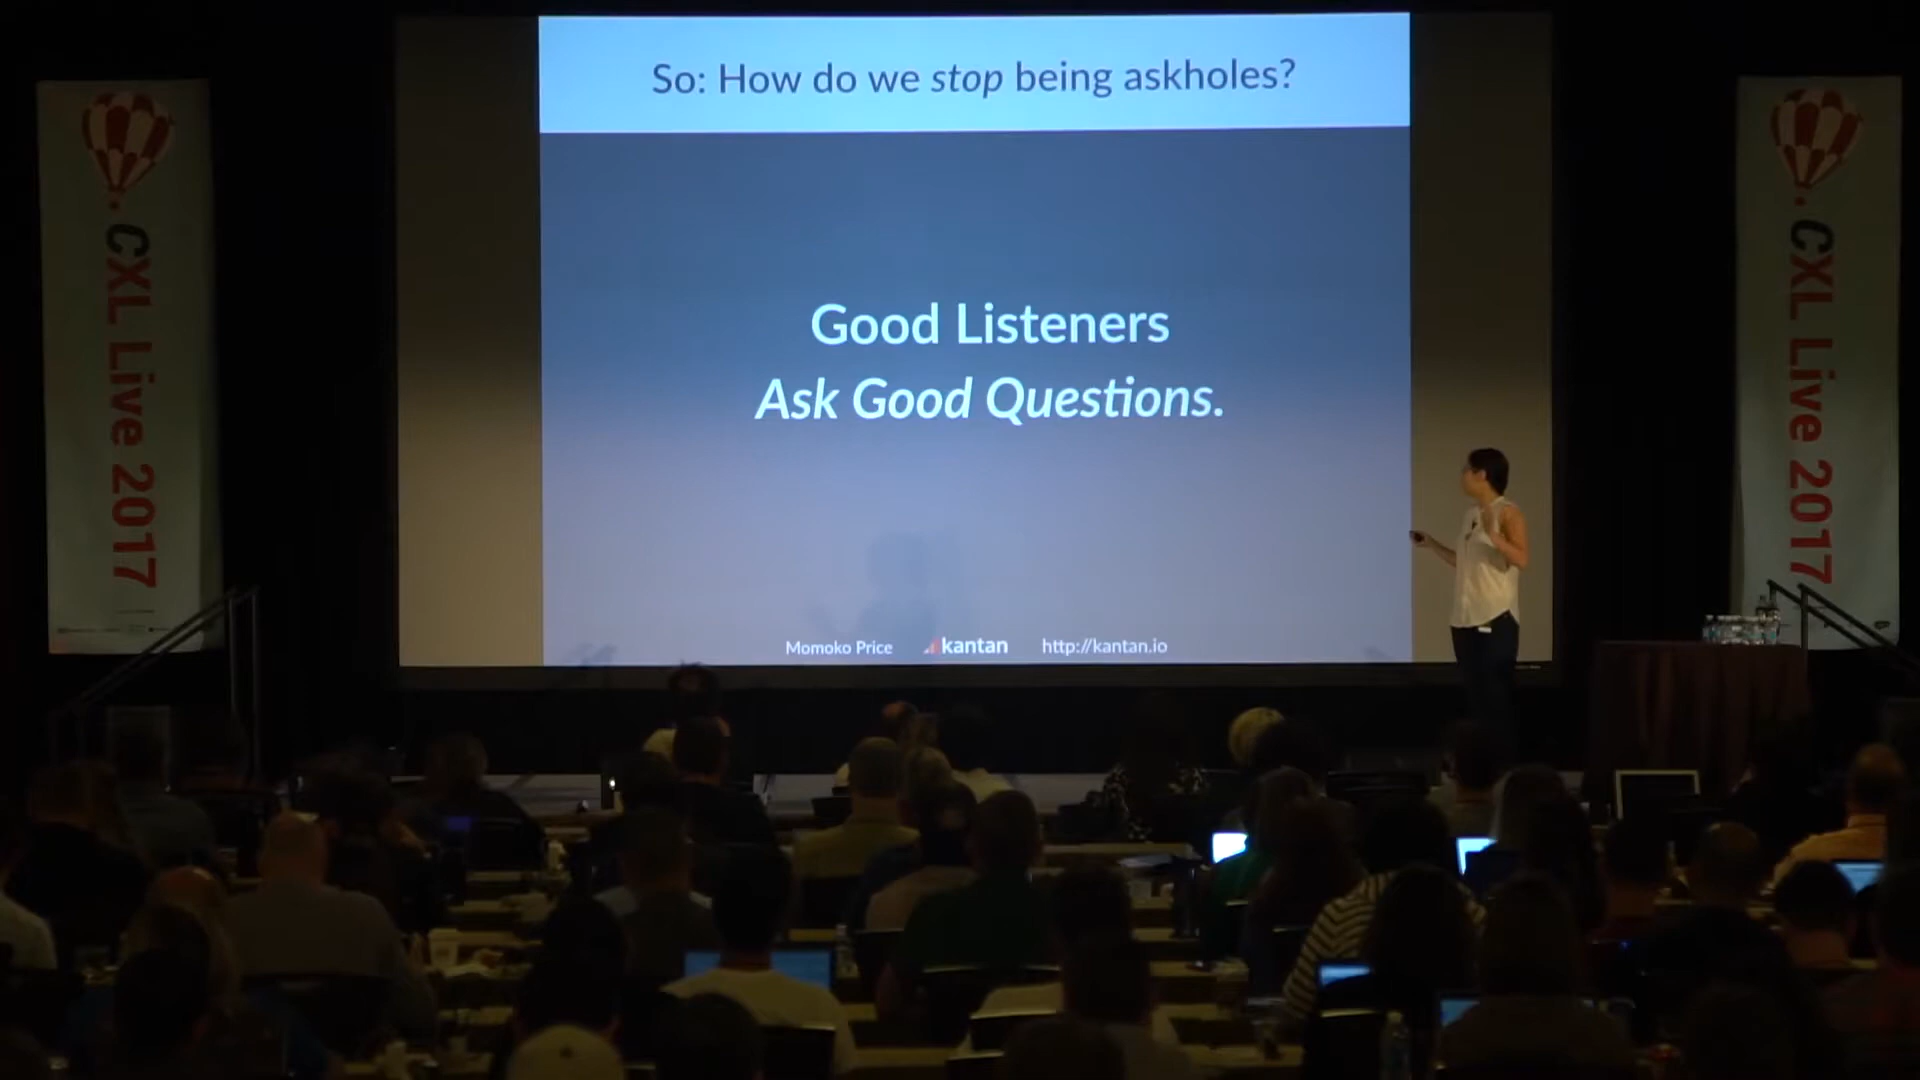 So: How do we stop being askholes?
Good Listeners
Ask Good Questions.
Momoko Price kantan http://kantan.io
CXL Live 2017
CXL Live 2017